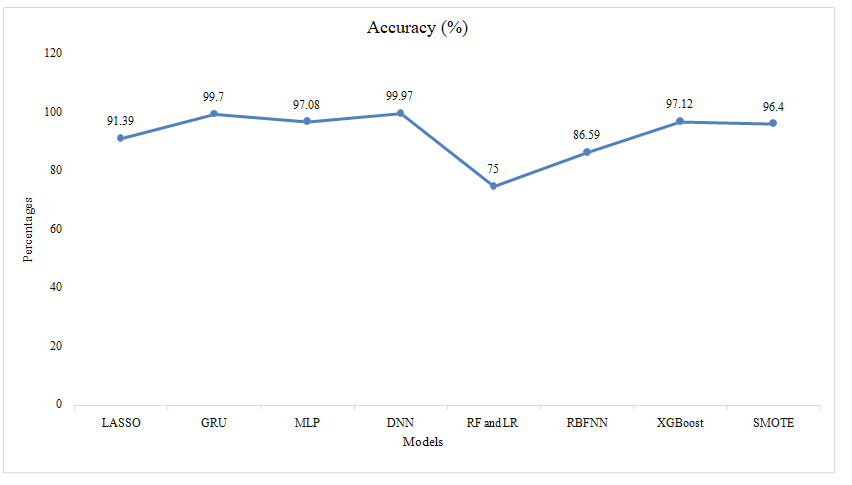 Accuracy (%)
120
100
80
60
40
20
0
Percentages
91.39
99.7
97.08
99.97
75
86.59
97.12
96.4
LASSO
GRU
MLP
DNN
RF and LR
RBFNN
XGBoost
SMOTE
Models